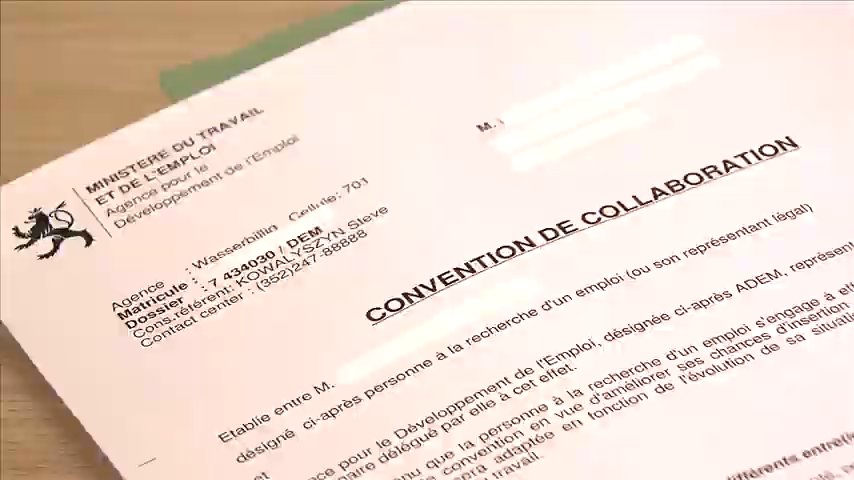 MINISTERE DU TRAVAIL
ET DE L'EMPLOI
Agence pour le
Développement de l'Emploi
M.
Agence : Wasserbillig Cellule: 701
Matricule :
Dossier : 7 434030 / DEM
Cons.référent: KOWALYSZYN Steve
Contact center : (352)247-88888
CONVENTION DE COLLABORATION
Etablie entre M.
désigné ci-après personne à la recherche d'un emploi (ou son représentant légal)
et
pour le Développement de l'Emploi, désignée ci-après ADEM,
délégué par elle à cet effet.
que la personne à la recherche d'un emploi s'engage à
convention en vue d'améliorer ses chances d'insertion
adaptée en fonction de l'évolution de sa
travail.